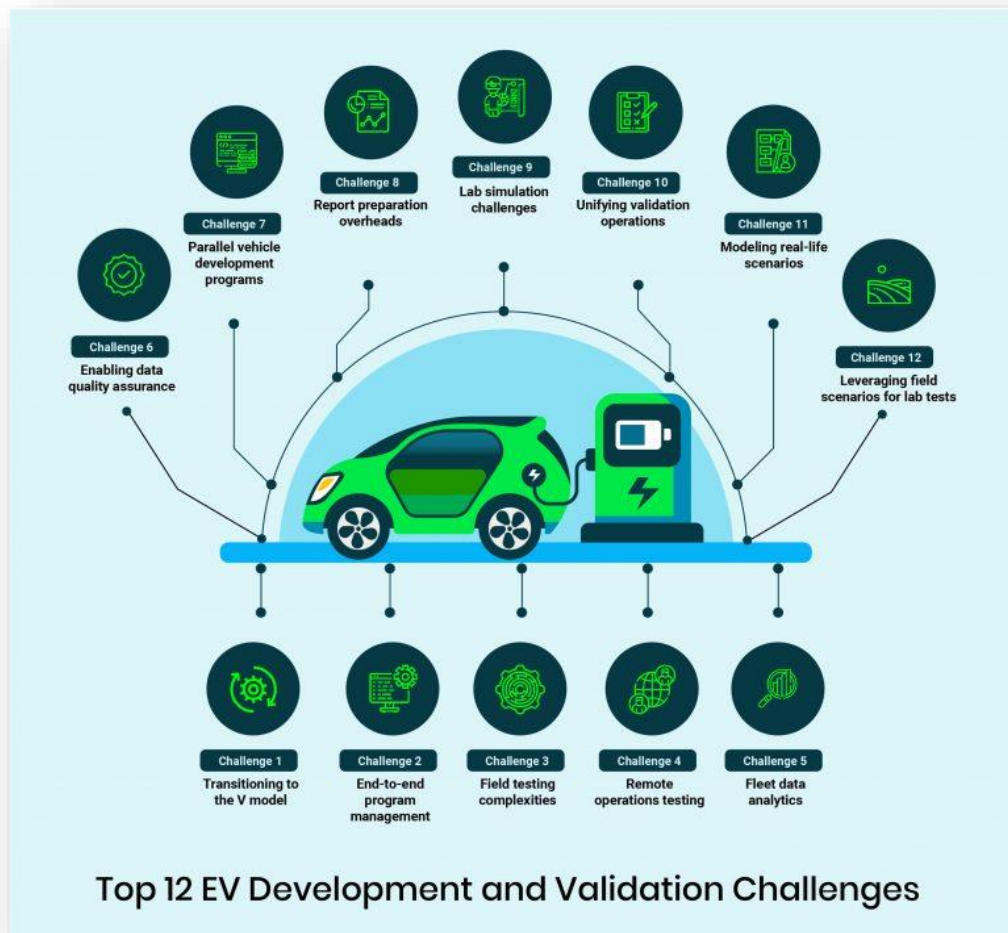 Challenge 9
Lab simulation
challenges
Challenge 8
Report preparation
overheads
Challenge 10
Unifying validation
operations
Challenge 7
Parallel vehicle
development
programs
Challenge 11
Modeling real-life
scenarios
Challenge 6
Enabling data
quality assurance
Challenge 12
Leveraging field
scenarios for lab tests
Challenge 1
Transitioning to
the V model
Challenge 2
End-to-end
program
management
Challenge 3
Field testing
complexities
Challenge 4
Remote
operations testing
Challenge 5
Fleet data
analytics
Top 12 EV Development and Validation Challenges